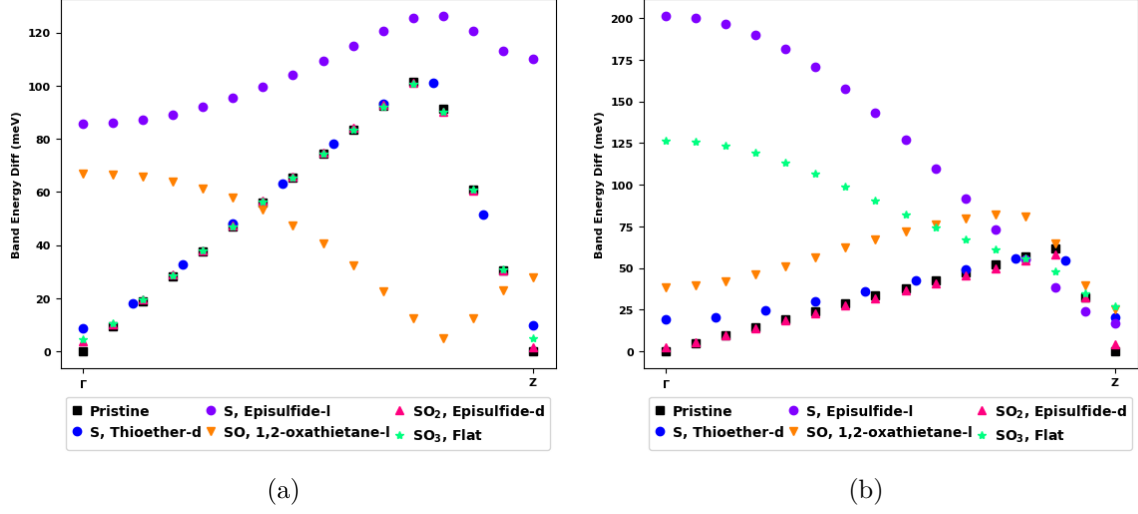 120
100
80
60
40
20
0
Band Energy Diff (meV)
Γ
Z
Pristine
S, Thioether-d
S, Episulfide-l
SO, 1,2-oxathietane-l
SO₂, Episulfide-d
SO₃, Flat
(a)
200
175
150
125
100
75
50
25
0
Band Energy Diff (meV)
Γ
Z
Pristine
S, Thioether-d
S, Episulfide-l
SO, 1,2-oxathietane-l
SO₂, Episulfide-d
SO₃, Flat
(b)